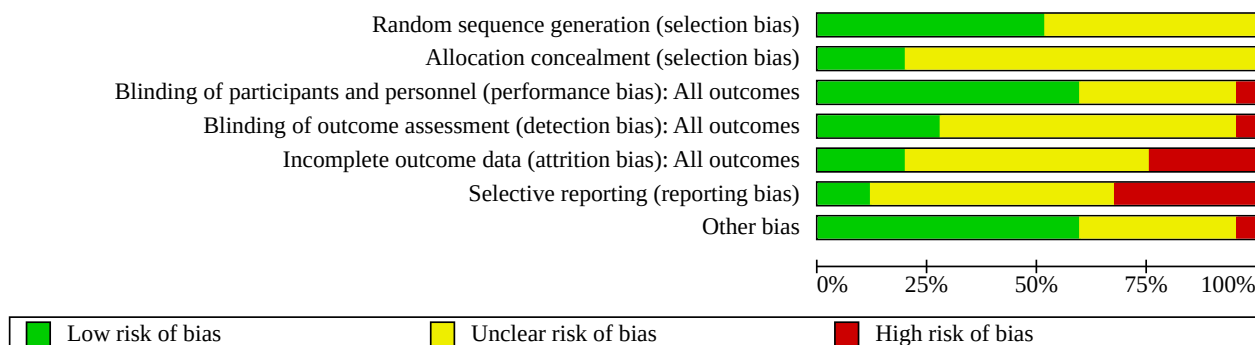 Random sequence generation (selection bias)
Allocation concealment (selection bias)
Blinding of participants and personnel (performance bias): All outcomes
Blinding of outcome assessment (detection bias): All outcomes
Incomplete outcome data (attrition bias): All outcomes
Selective reporting (reporting bias)
Other bias
0% 25% 50% 75% 100%
Low risk of bias Unclear risk of bias High risk of bias